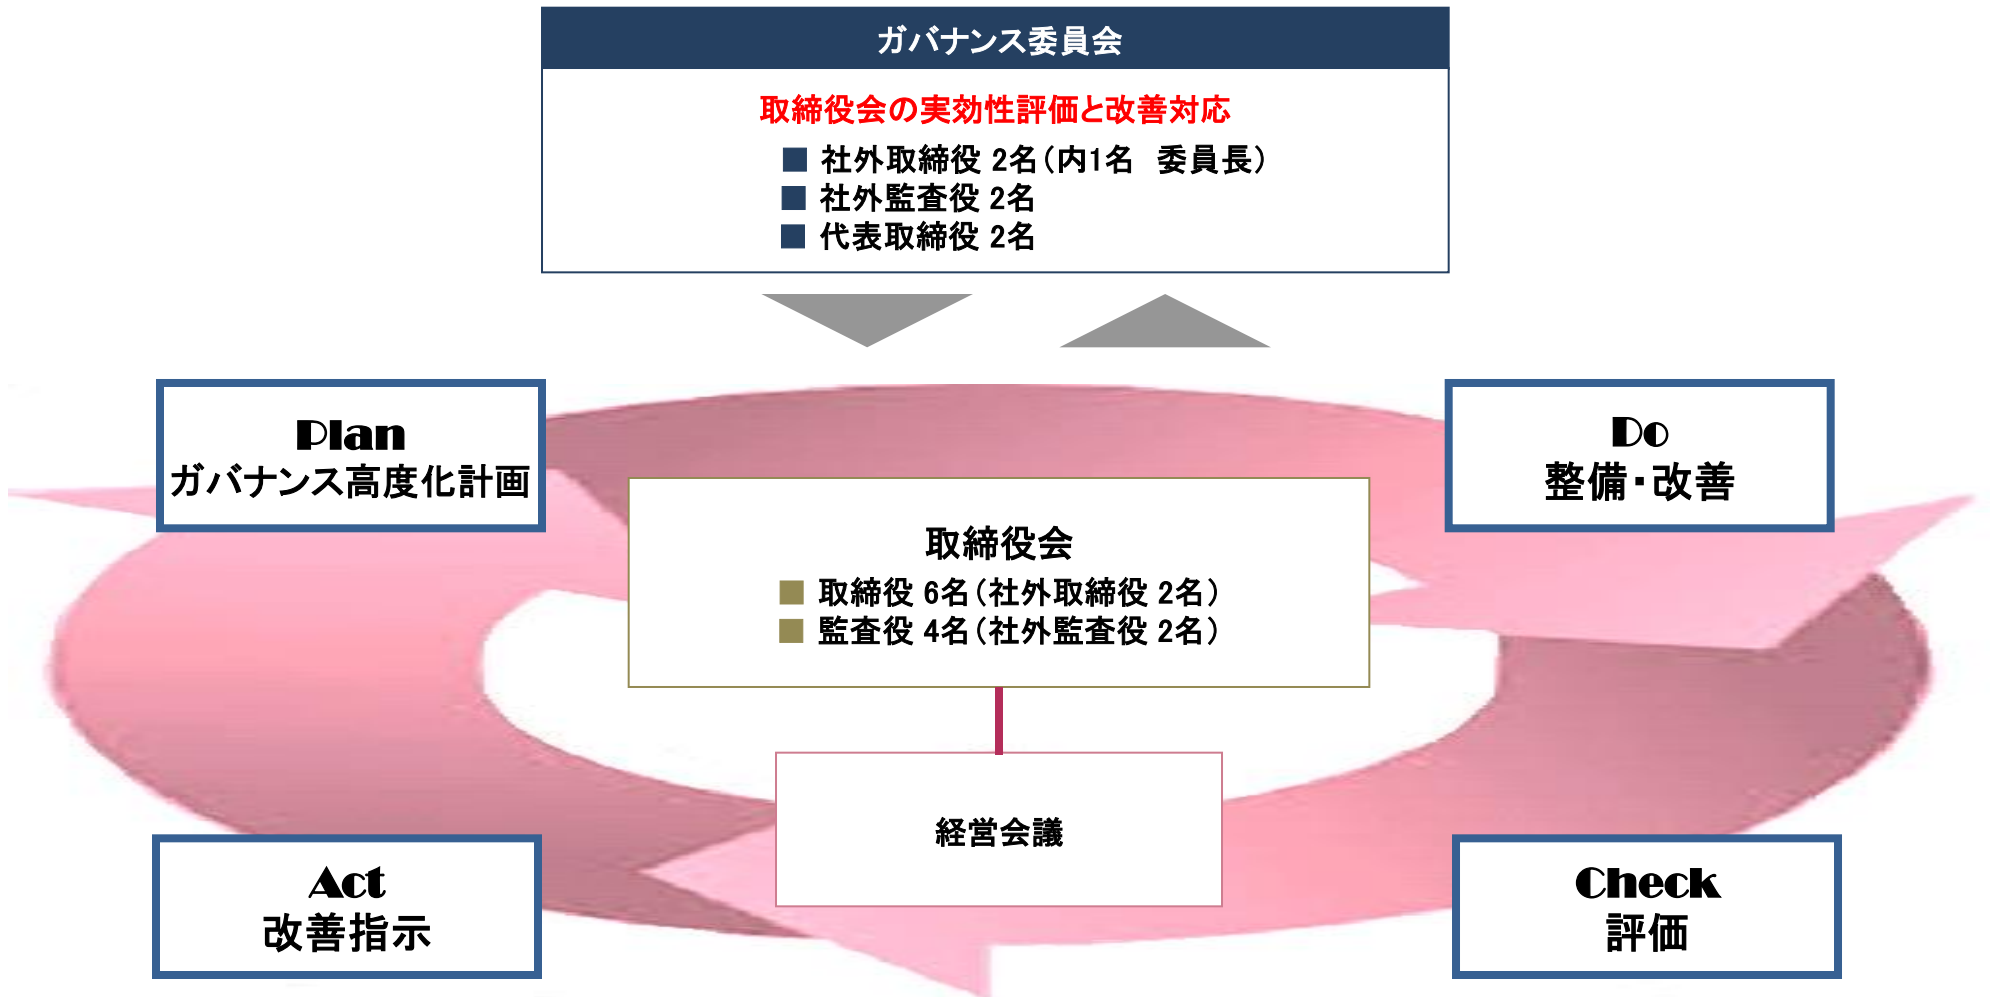 ガバナンス委員会
取締役会の実効性評価と改善対応
■ 社外取締役 2名（内1名　委員長）
■ 社外監査役 2名
■ 代表取締役 2名
Plan
ガバナンス高度化計画
Do
整備・改善
取締役会
■ 取締役 6名（社外取締役 2名）
■ 監査役 4名（社外監査役 2名）
経営会議
Act
改善指示
Check
評価